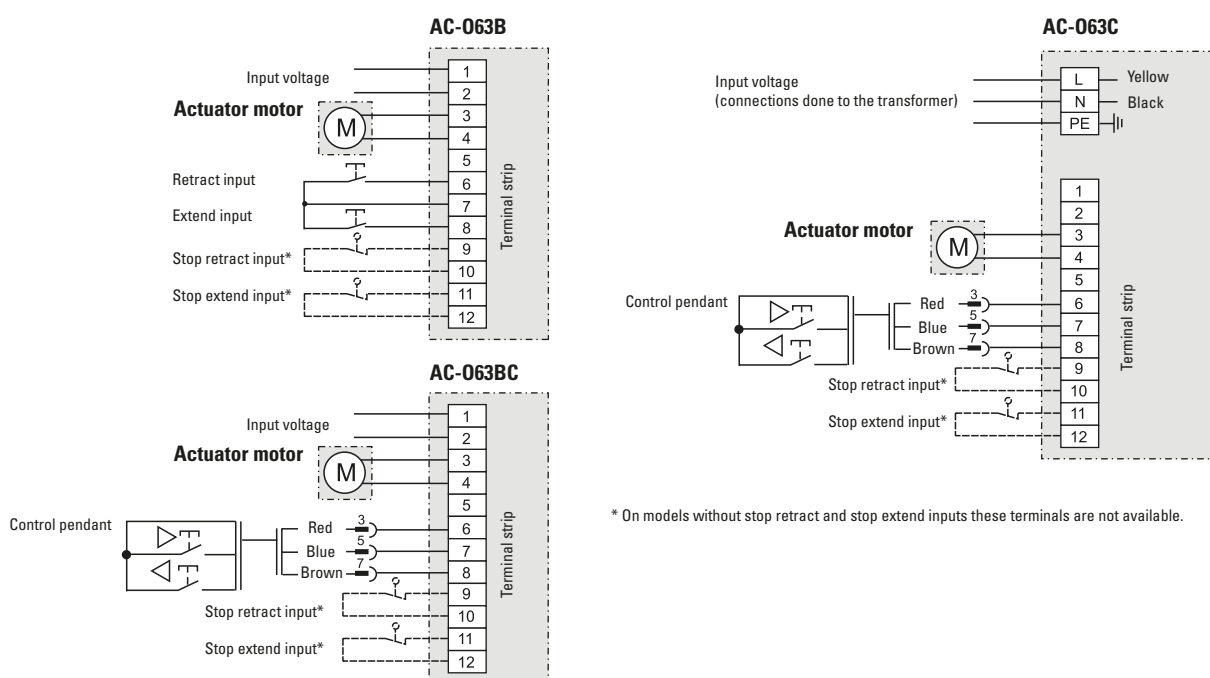 AC-063B
Input voltage
Actuator motor
M
Retract input
Extend input
Stop retract input*
Stop extend input*
1
2
3
4
5
6
7
8
9
10
11
12
Terminal strip
AC-063BC
Input voltage
Actuator motor
M
Control pendant
Red 3
Blue 5
Brown 7
Stop retract input*
Stop extend input*
1
2
3
4
5
6
7
8
9
10
11
12
Terminal strip
AC-063C
Input voltage
(connections done to the transformer)
L Yellow
N Black
PE
Actuator motor
M
Control pendant
Red 3
Blue 5
Brown 7
Stop retract input*
Stop extend input*
1
2
3
4
5
6
7
8
9
10
11
12
Terminal strip
* On models without stop retract and stop extend inputs these terminals are not available.